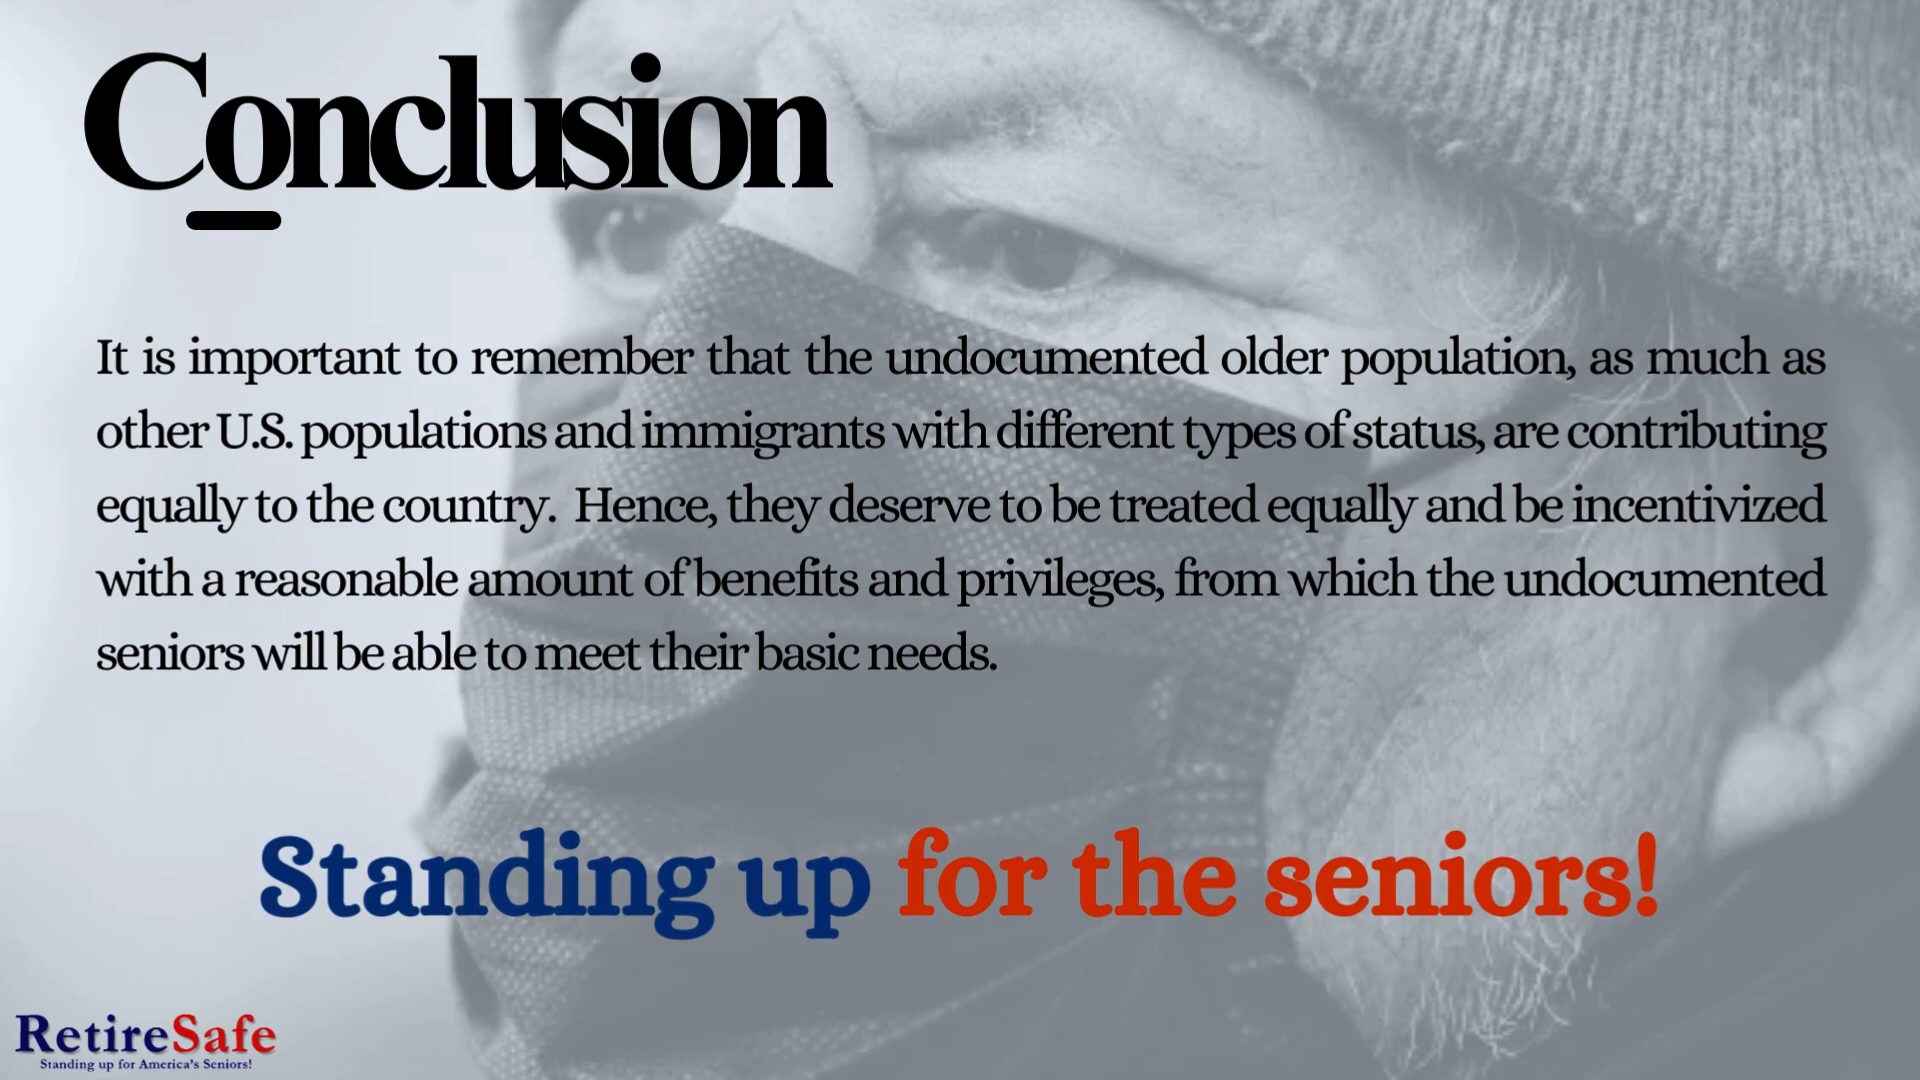 Conclusion
It is important to remember that the undocumented older population, as much as
other U.S. populations and immigrants with different types of status, are contributing
equally to the country. Hence, they deserve to be treated equally and be incentivized
with a reasonable amount of benefits and privileges, from which the undocumented
seniors will be able to meet their basic needs.
Standing up for the seniors!
RetireSafe
Standing up for America's Seniors!